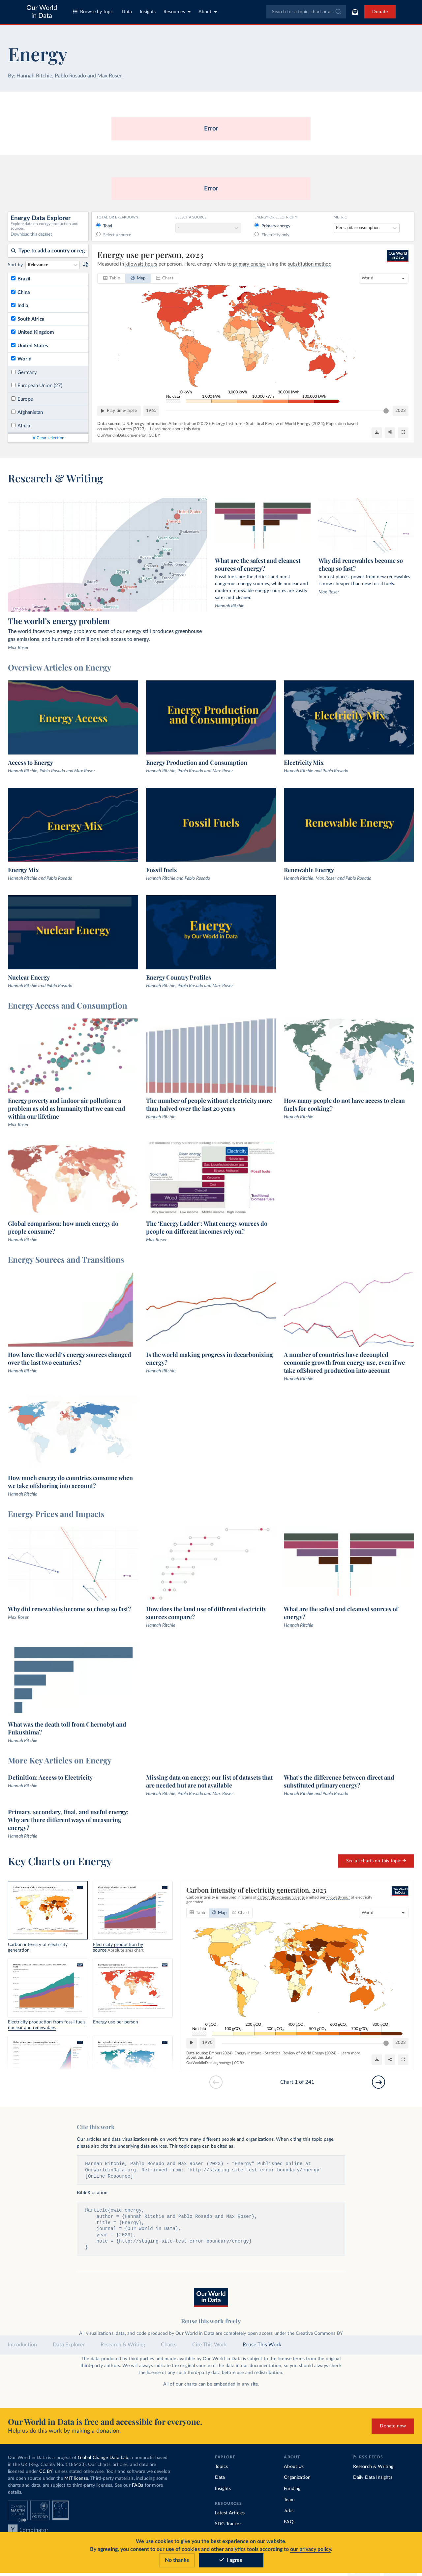 Our World
in Data
Browse by topic
Data
Insights
Resources
About
Search for a topic, chart or a...
Donate
Energy
By: Hannah Ritchie, Pablo Rosado and Max Roser
Error
Error
Energy Data Explorer
Explore data on energy production and sources.
Download this dataset
TOTAL OR BREAKDOWN
Total
Select a source
SELECT A SOURCE
ENERGY OR ELECTRICITY
Primary energy
Electricity only
METRIC
Per capita consumption
Type to add a country or reg
Sort by
Relevance
Brazil
China
India
South Africa
United Kingdom
United States
World
Germany
European Union (27)
Europe
Afghanistan
Africa
Clear selection
Energy use per person, 2023
Measured in kilowatt-hours per person. Here, energy refers to primary energy using the substitution method.
Our World
in Data
Table
Map
Chart
World
No data
0 kWh
1,000 kWh
3,000 kWh
10,000 kWh
30,000 kWh
100,000 kWh
Play time-lapse
1965
2023
Data source: U.S. Energy Information Administration (2023); Energy Institute - Statistical Review of World Energy (2024); Population based
on various sources (2023) – Learn more about this data
OurWorldInData.org/energy | CC BY
Research & Writing
The world's energy problem
The world faces two energy problems: most of our energy still produces greenhouse
gas emissions, and hundreds of millions lack access to energy.
Max Roser
What are the safest and cleanest
sources of energy?
Fossil fuels are the dirtiest and most
dangerous energy sources, while nuclear and
modern renewable energy sources are vastly
safer and cleaner.
Hannah Ritchie
Why did renewables become so
cheap so fast?
In most places, power from new renewables
is now cheaper than new fossil fuels.
Max Roser
Overview Articles on Energy
Energy Access
Access to Energy
Hannah Ritchie, Pablo Rosado and Max Roser
Energy Production
and Consumption
Energy Production and Consumption
Hannah Ritchie, Pablo Rosado and Max Roser
Electricity Mix
Electricity Mix
Hannah Ritchie and Pablo Rosado
Energy Mix
Energy Mix
Hannah Ritchie and Pablo Rosado
Fossil Fuels
Fossil fuels
Hannah Ritchie and Pablo Rosado
Renewable Energy
Renewable Energy
Hannah Ritchie, Max Roser and Pablo Rosado
Nuclear Energy
Nuclear Energy
Hannah Ritchie and Pablo Rosado
Energy
by Our World in Data
Energy Country Profiles
Hannah Ritchie, Pablo Rosado and Max Roser
Energy Access and Consumption
Energy poverty and indoor air pollution: a
problem as old as humanity that we can end
within our lifetime
Max Roser
The number of people without electricity more
than halved over the last 20 years
Hannah Ritchie
How many people do not have access to clean
fuels for cooking?
Hannah Ritchie
Global comparison: how much energy do
people consume?
Hannah Ritchie
Electricity
Wood
The 'Energy Ladder': What energy sources do
people on different incomes rely on?
Max Roser
Energy Sources and Transitions
How have the world's energy sources changed
over the last two centuries?
Hannah Ritchie
Is the world making progress in decarbonizing
energy?
Hannah Ritchie
A number of countries have decoupled
economic growth from energy use, even if we
take offshored production into account
Hannah Ritchie
How much energy do countries consume when
we take offshoring into account?
Hannah Ritchie
Energy Prices and Impacts
Why did renewables become so cheap so fast?
Max Roser
How does the land use of different electricity
sources compare?
Hannah Ritchie
What are the safest and cleanest sources of
energy?
Hannah Ritchie
What was the death toll from Chernobyl and
Fukushima?
Hannah Ritchie
More Key Articles on Energy
Definition: Access to Electricity
Hannah Ritchie
Missing data on energy: our list of datasets that
are needed but are not available
Hannah Ritchie, Pablo Rosado and Max Roser
What's the difference between direct and
substituted primary energy?
Hannah Ritchie and Pablo Rosado
Primary, secondary, final, and useful energy:
Why are there different ways of measuring
energy?
Hannah Ritchie
Key Charts on Energy
See all charts on this topic
Carbon intensity of electricity
generation
Electricity production by
source Absolute area chart
Electricity production from fossil fuels,
nuclear and renewables
Energy use per person
Carbon intensity of electricity generation, 2023
Carbon intensity is measured in grams of carbon dioxide-equivalents emitted per kilowatt-hour of electricity
generated.
Our World
in Data
Table
Map
Chart
World
No data
0 gCO₂
100 gCO₂
200 gCO₂
300 gCO₂
400 gCO₂
500 gCO₂
600 gCO₂
700 gCO₂
800 gCO₂
1990
2023
Data source: Ember (2024); Energy Institute - Statistical Review of World Energy (2024) – Learn more
about this data
OurWorldInData.org/energy | CC BY
Chart 1 of 241
Cite this work
Our articles and data visualizations rely on work from many different people and organizations. When citing this topic page,
please also cite the underlying data sources. This topic page can be cited as:
Hannah Ritchie, Pablo Rosado and Max Roser (2023) - "Energy" Published online at
OurWorldinData.org. Retrieved from: 'http://staging-site-test-error-boundary/energy'
[Online Resource]
BibTeX citation
@article{owid-energy,
author = {Hannah Ritchie and Pablo Rosado and Max Roser},
title = {Energy},
journal = {Our World in Data},
year = {2023},
note = {http://staging-site-test-error-boundary/energy}
}
Our World
in Data
Reuse this work freely
All visualizations, data, and code produced by Our World in Data are completely open access under the Creative Commons BY
Introduction
Data Explorer
Research & Writing
Charts
Cite This Work
Reuse This Work
The data produced by third parties and made available by Our World in Data is subject to the license terms from the original
third-party authors. We will always indicate the original source of the data in our documentation, so you should always check
the license of any such third-party data before use and redistribution.
All of our charts can be embedded in any site.
Our World in Data is free and accessible for everyone.
Help us do this work by making a donation.
Donate now
Our World in Data is a project of Global Change Data Lab, a nonprofit based
in the UK (Reg. Charity No. 1186433). Our charts, articles, and data are
licensed under CC BY, unless stated otherwise. Tools and software we develop
are open source under the MIT license. Third-party materials, including some
charts and data, are subject to third-party licenses. See our FAQs for more
details.
EXPLORE
Topics
Data
Insights
RESOURCES
Latest Articles
SDG Tracker
ABOUT
About Us
Organization
Funding
Team
Jobs
FAQs
RSS FEEDS
Research & Writing
Daily Data Insights
Combinator
We use cookies to give you the best experience on our website.
By agreeing, you consent to our use of cookies and other analytics tools according to our privacy policy.
No thanks
I agree